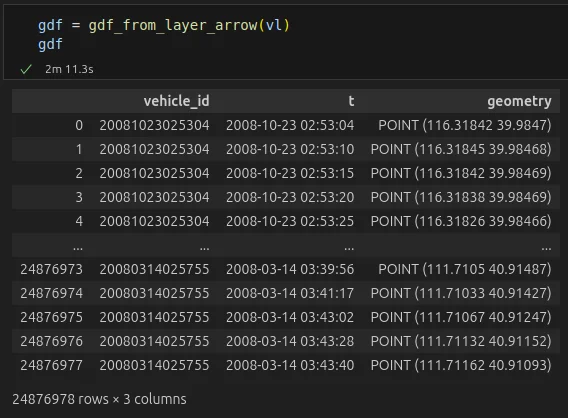 gdf = gdf_from_layer_arrow(vl)
gdf
✓ 2m 11.3s
vehicle_id t geometry
0 20081023025304 2008-10-23 02:53:04 POINT (116.31842 39.9847)
1 20081023025304 2008-10-23 02:53:10 POINT (116.31845 39.98468)
2 20081023025304 2008-10-23 02:53:15 POINT (116.31842 39.98469)
3 20081023025304 2008-10-23 02:53:20 POINT (116.31838 39.98469)
4 20081023025304 2008-10-23 02:53:25 POINT (116.31826 39.98466)
... ... ... ...
24876973 20080314025755 2008-03-14 03:39:56 POINT (111.7105 40.91487)
24876974 20080314025755 2008-03-14 03:41:17 POINT (111.71033 40.91427)
24876975 20080314025755 2008-03-14 03:43:02 POINT (111.71067 40.91247)
24876976 20080314025755 2008-03-14 03:43:28 POINT (111.71132 40.91152)
24876977 20080314025755 2008-03-14 03:43:40 POINT (111.71162 40.91093)
24876978 rows × 3 columns